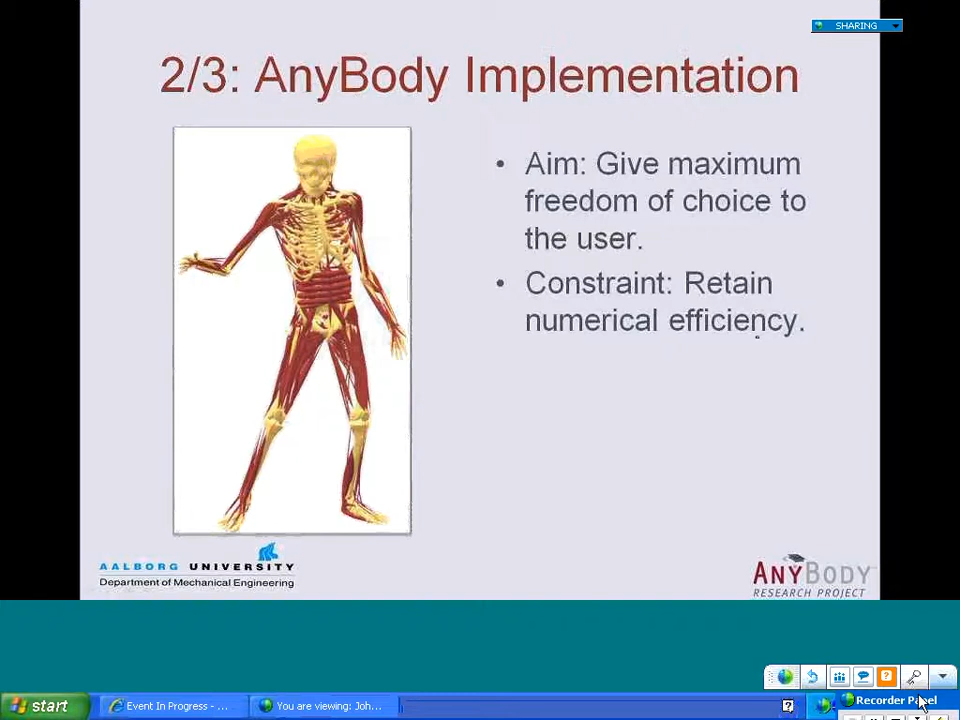 SHARING
2/3: AnyBody Implementation
• Aim: Give maximum
freedom of choice to
the user.
• Constraint: Retain
numerical efficiency.
AALBORG UNIVERSITY
Department of Mechanical Engineering
ANYBODY
RESEARCH PROJECT
start
Event In Progress - ...
You are viewing: Joh...
Recorder Panel